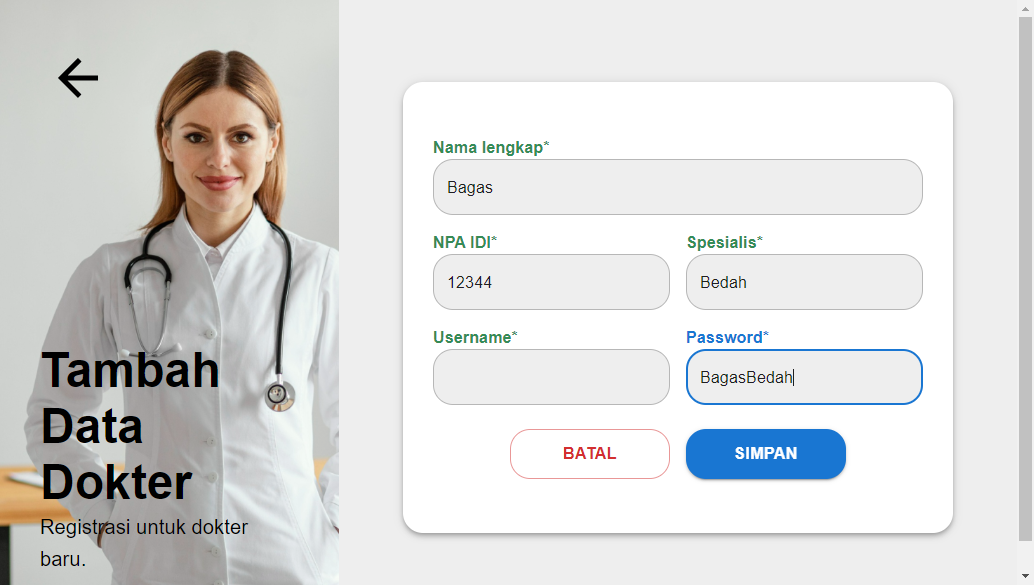 Tambah
Data
Dokter
Registrasi untuk dokter
baru.
Nama lengkap*
Bagas
NPA IDI*
Spesialis*
12344
Bedah
Username*
Password*
BagasBedah
BATAL
SIMPAN